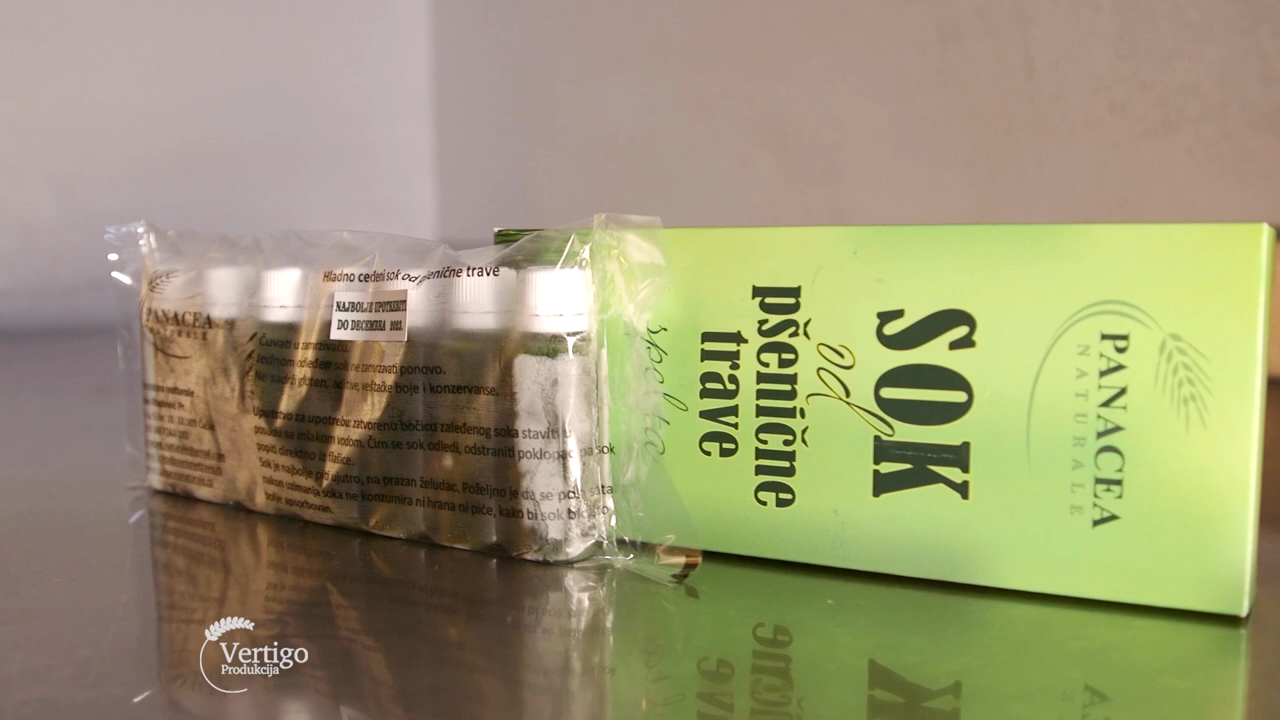 Hladno ceđeni sok od pšenične trave
PANACEA
NATURALE
NAJBOLJE UPOTREBITI
DO DECEMBRA 2022.
Čuvati u zamrzivaču.
Jednom odleđeni sok ne zamrzavati ponovo.
Ne sadrži gluten, aditive, veštačke boje i konzervanse.
Uputstvo za upotrebu: zatvorenu bočicu zaleđenog soka staviti u
posudu sa mlakom vodom. Čim se sok odledi, odstraniti poklopac, pa sok
popiti direktno iz flašice.
Sok je najbolje piti ujutro, na prazan želudac. Poželjno je da se pola sata
nakon uzimanja soka ne konzumira ni hrana ni piće, kako bi sok bio
bolje apsorbovan.
PANACEA
NATURALE
SOK
od
pšenične
trave
spelta
Vertigo
Produkcija